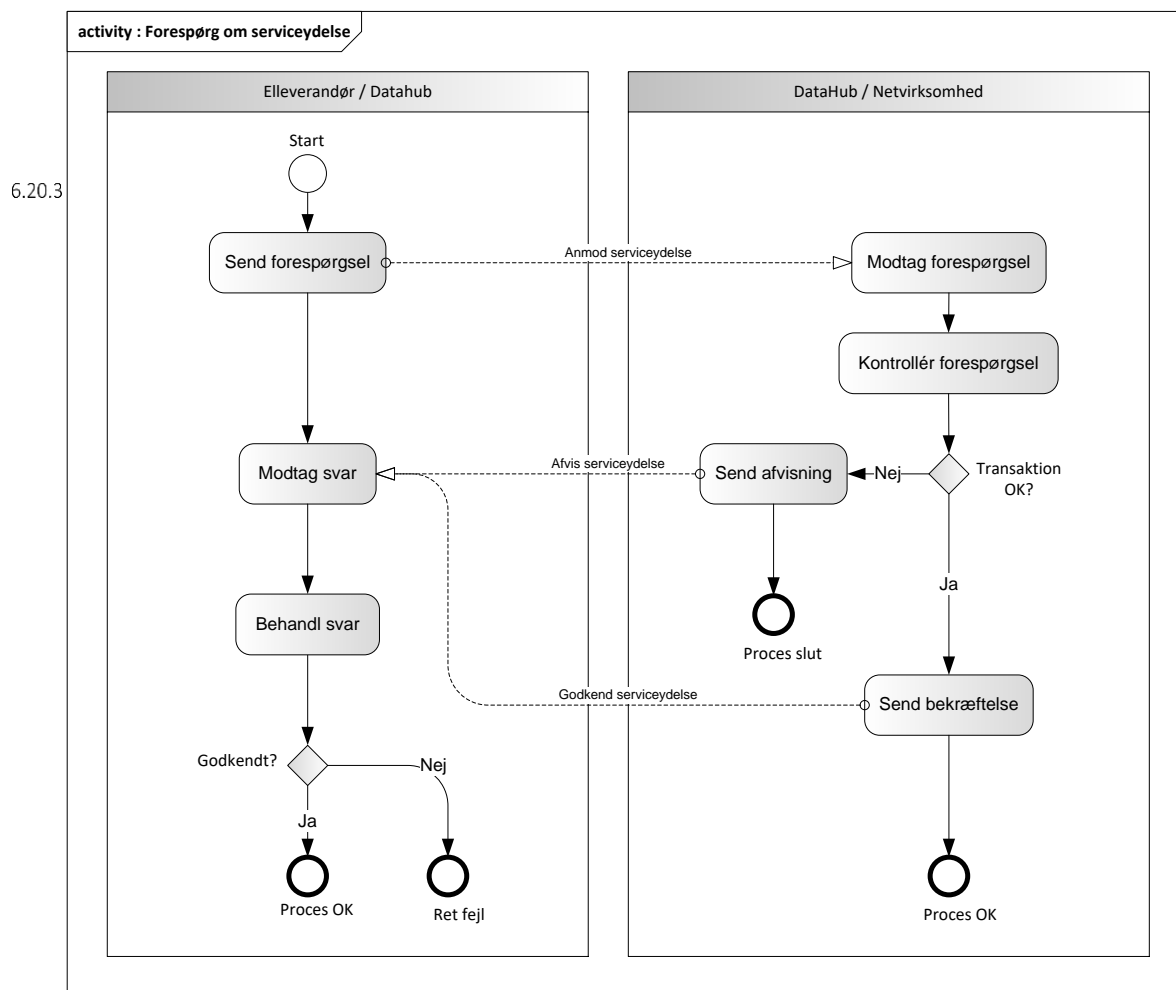 activity : Forespørg om serviceydelse
6.20.3
Elleverandør / Datahub
DataHub / Netvirksomhed
Start
Send forespørgsel
Anmod serviceydelse
Modtag forespørgsel
Kontrollér forespørgsel
Modtag svar
Afvis serviceydelse
Send afvisning
Nej
Transaktion
OK?
Ja
Behandl svar
Proces slut
Godkend serviceydelse
Send bekræftelse
Godkendt?
Nej
Ja
Proces OK
Ret fejl
Proces OK